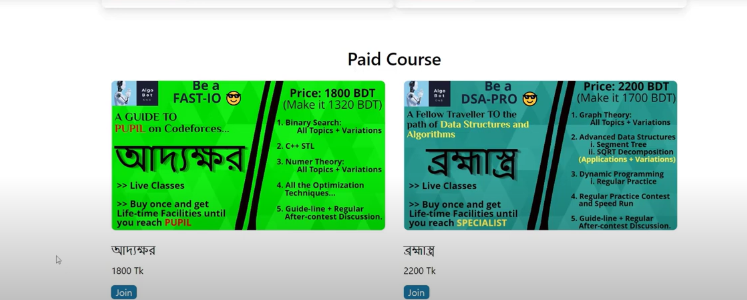 Paid Course
Algo
Bot
Be a
FAST-IO
A GUIDE TO
PUPIL on Codeforces...
আদ্যক্ষর
>> Live Classes
>> Buy once and get
Life-time Facilities until
you reach PUPIL
Price: 1800 BDT
(Make it 1320 BDT)
1. Binary Search:
All Topics + Variations
2. C++ STL
3. Numer Theory:
All Topics + Variations
4. All the Optimization
Techniques...
5. Guide-line + Regular
After-contest Discussion.
আদ্যক্ষর
1800 Tk
Join
Algo
Bot
Be a
DSA-PRO
A Fellow Traveller TO the
path of Data Structures and
Algorithms
ব্রহ্মাস্ত্র
>> Live Classes
>> Buy once and get
Life-time Facilities until
you reach SPECIALIST
Price: 2200 BDT
(Make it 1700 BDT)
1. Graph Theory:
All Topics + Variations
2. Advanced Data Structures
i. Segment Tree
ii. SQRT Decomposition
(Applications + Variations)
3. Dynamic Programming
i. Regular Practice
4. Regular Practice Contest
and Speed Run
5. Guide-line + Regular
After-contest Discussion.
ব্রহ্মাস্ত্র
2200 Tk
Join